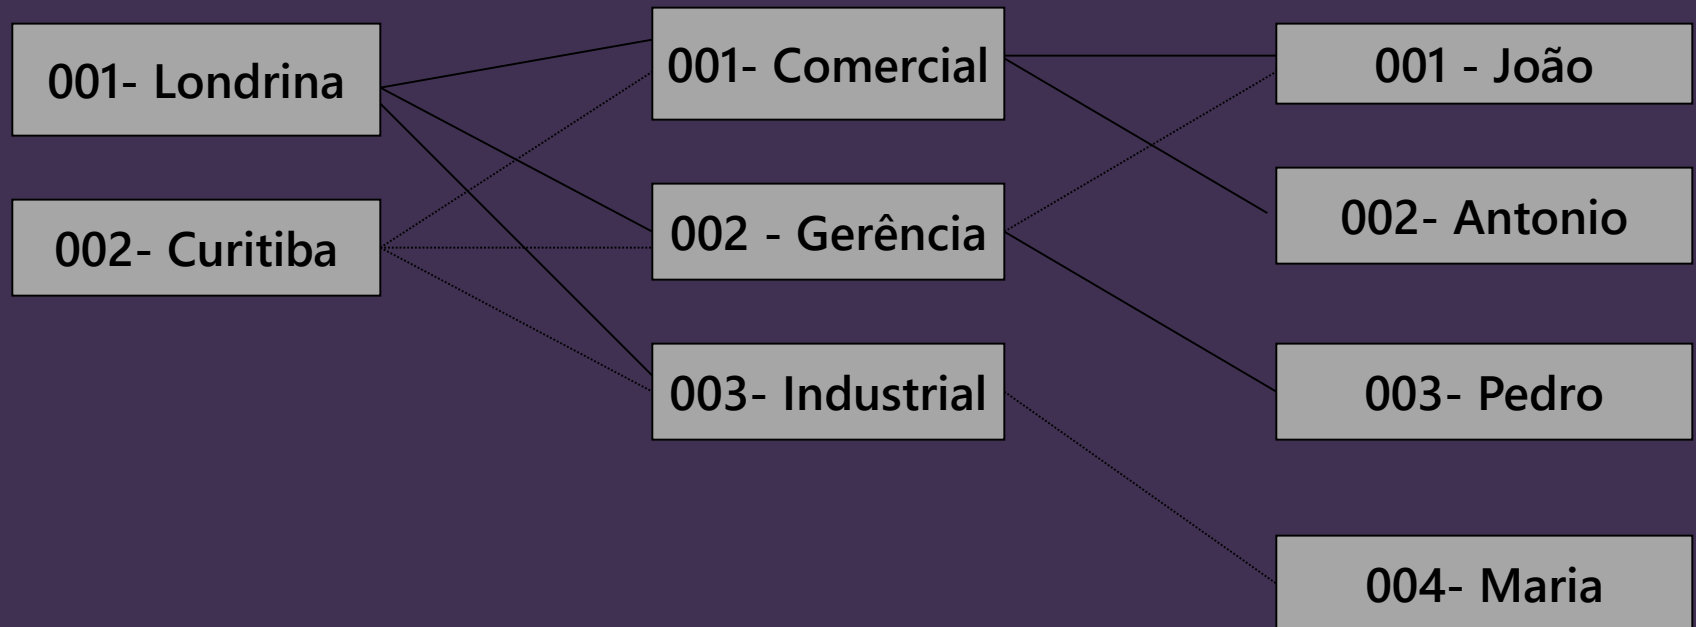 001- Londrina
002- Curitiba
001- Comercial
002 - Gerência
003- Industrial
001 - João
002- Antonio
003- Pedro
004- Maria